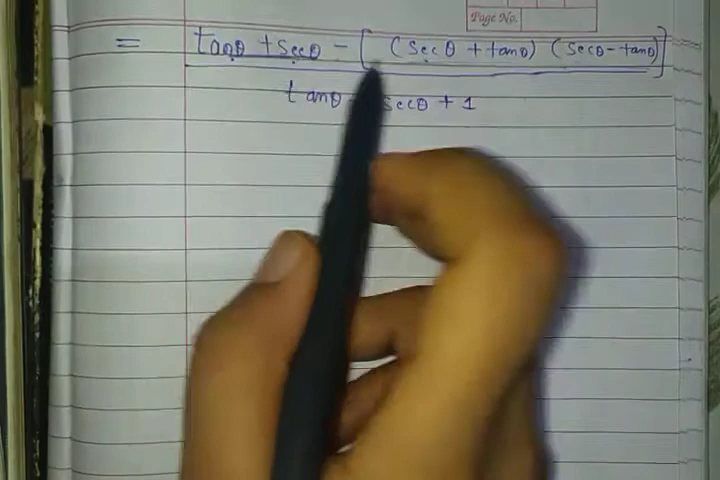 Page No.
= tanθ + secθ - [ (secθ + tanθ) (secθ - tanθ) ]
tanθ secθ + 1